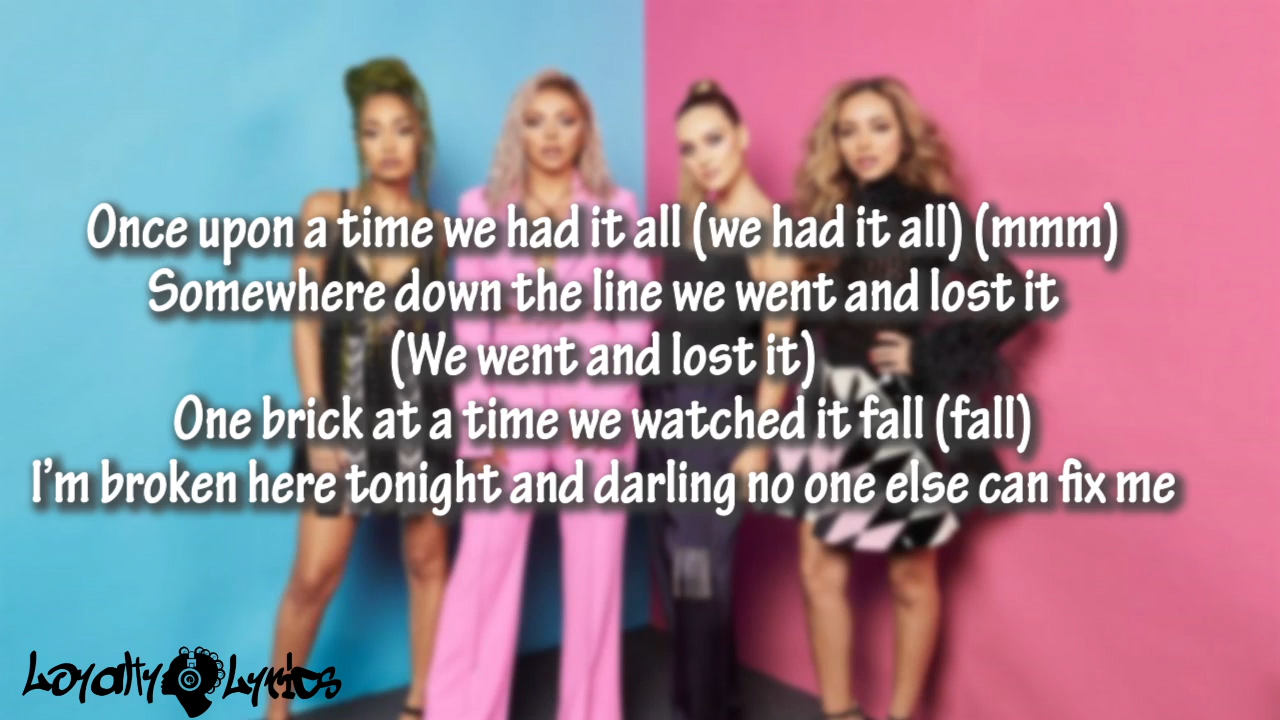 Once upon a time we had it all (we had it all) (mmm)
Somewhere down the line we went and lost it
(We went and lost it)
One brick at a time we watched it fall (fall)
I'm broken here tonight and darling no one else can fix me
Loyalty Lyrics